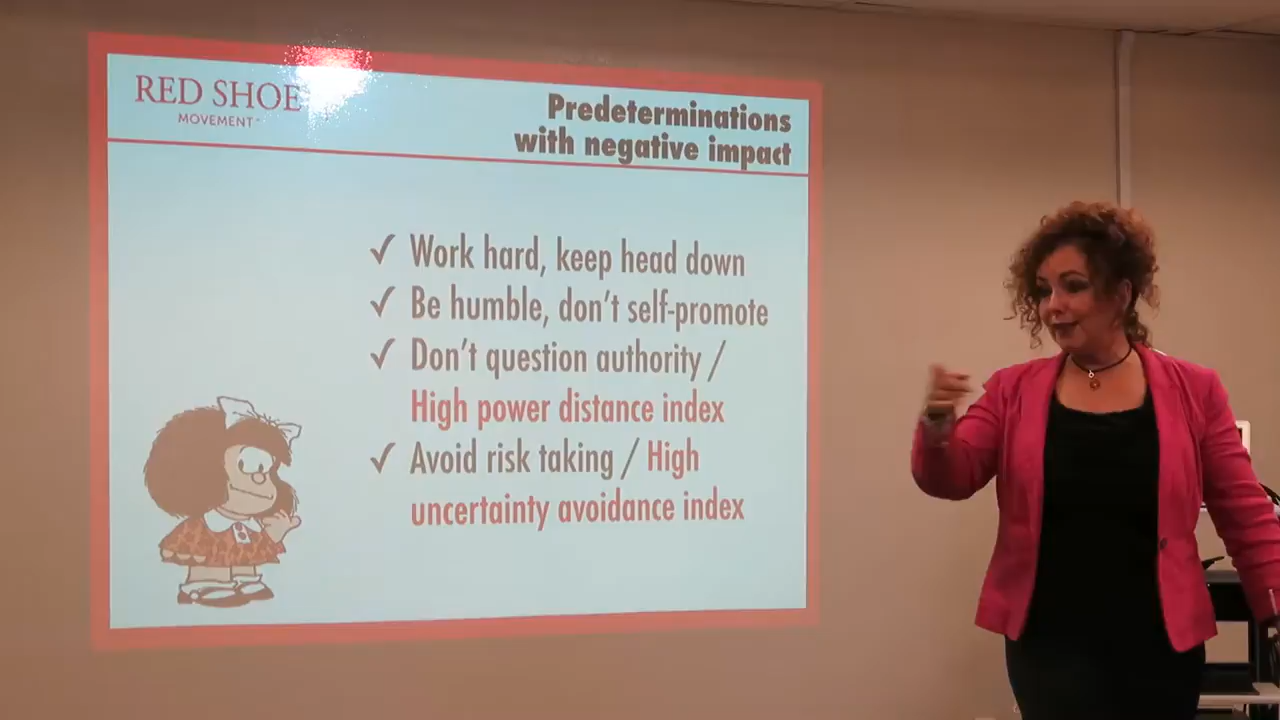 RED SHOE
MOVEMENT
Predeterminations
with negative impact
✓ Work hard, keep head down
✓ Be humble, don't self-promote
✓ Don't question authority /
High power distance index
✓ Avoid risk taking / High
uncertainty avoidance index